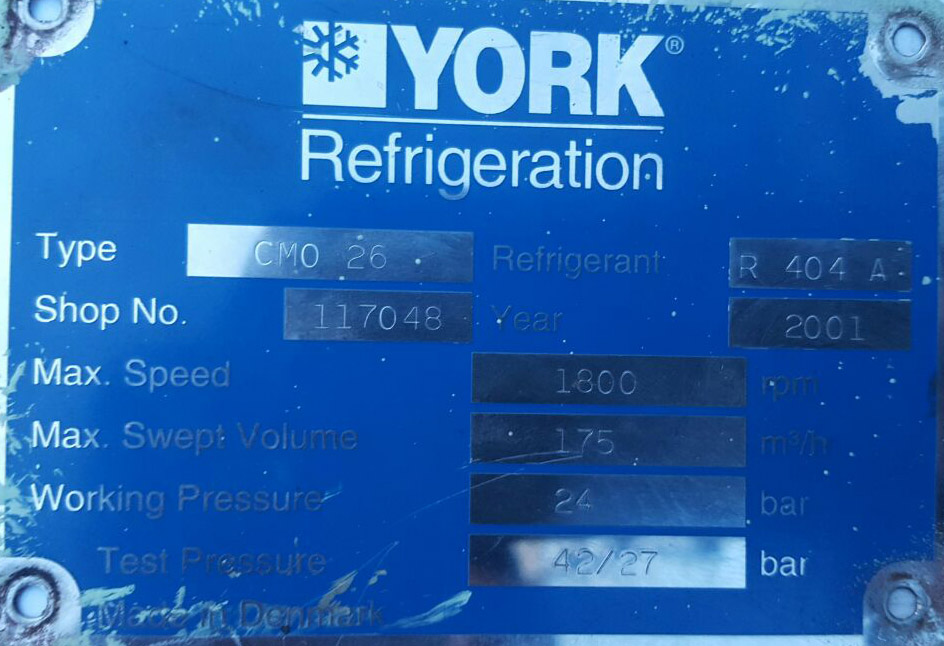 YORK®
Refrigeration
Type CMO 26 Refrigerant R 404 A
Shop No. 117048 Year 2001
Max. Speed 1800 rpm
Max. Swept Volume 175 m³/h
Working Pressure 24 bar
Test Pressure 42/27 bar
Made in Denmark